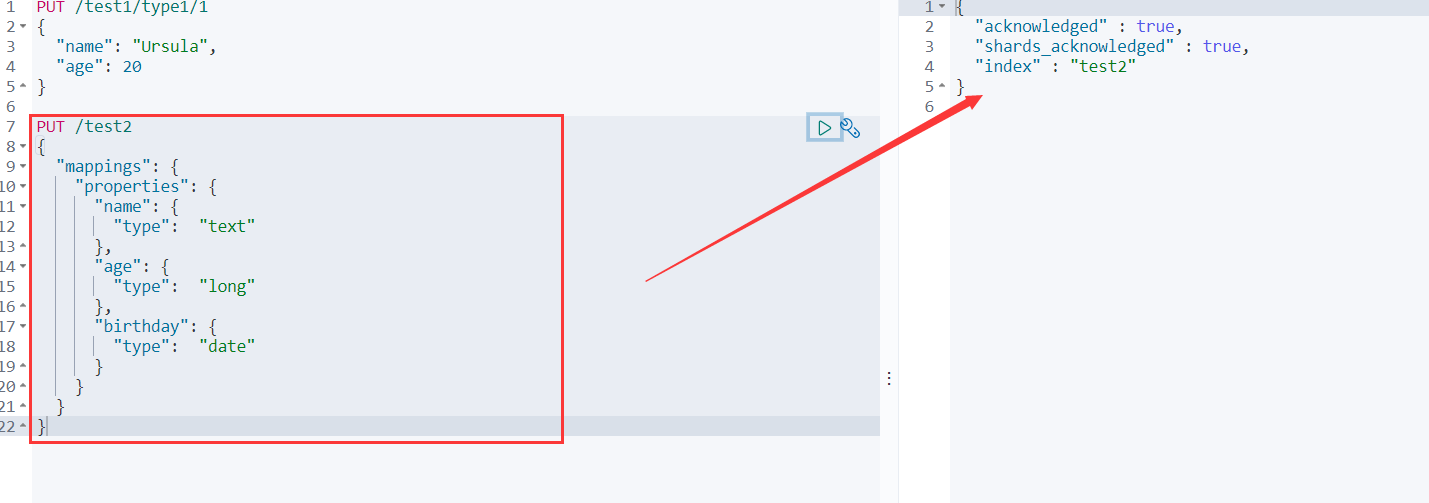 1 PUT /test1/type1/1
2 {
3 "name": "Ursula",
4 "age": 20
5 }
6
7 PUT /test2
8 {
9 "mappings": {
10 "properties": {
11 "name": {
12 "type": "text"
13 },
14 "age": {
15 "type": "long"
16 },
17 "birthday": {
18 "type": "date"
19 }
20 }
21 }
22 }
1 {
2 "acknowledged" : true,
3 "shards_acknowledged" : true,
4 "index" : "test2"
5 }
6